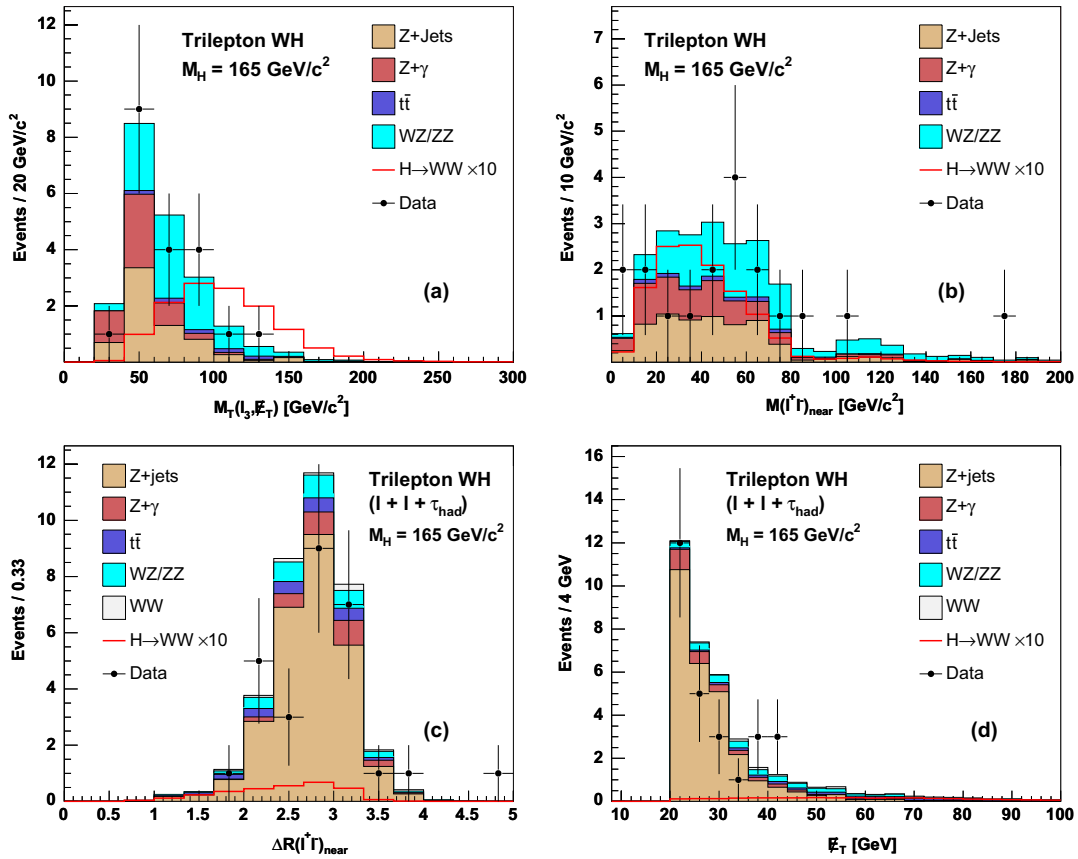 12
10
8
6
4
2
Events / 20 GeV/c²
Trilepton WH
M_H = 165 GeV/c²
Z+Jets
Z+γ
tt̄
WZ/ZZ
H→WW ×10
Data
(a)
0 50 100 150 200 250 300
M_T(l₃,E̸_T) [GeV/c²]
7
6
5
4
3
2
1
Events / 10 GeV/c²
Trilepton WH
M_H = 165 GeV/c²
Z+Jets
Z+γ
tt̄
WZ/ZZ
H→WW ×10
Data
(b)
0 20 40 60 80 100 120 140 160 180 200
M(l⁺l⁻)near [GeV/c²]
12
10
8
6
4
2
0
Events / 0.33
Z+jets
Z+γ
tt̄
WZ/ZZ
WW
H→WW ×10
Data
Trilepton WH
(l + l + τ_had)
M_H = 165 GeV/c²
(c)
0 0.5 1 1.5 2 2.5 3 3.5 4 4.5 5
ΔR(l⁺l⁻)near
16
14
12
10
8
6
4
2
0
Events / 4 GeV
Trilepton WH
(l + l + τ_had)
M_H = 165 GeV/c²
Z+jets
Z+γ
tt̄
WZ/ZZ
WW
H→WW ×10
Data
(d)
10 20 30 40 50 60 70 80 90 100
E̸_T [GeV]